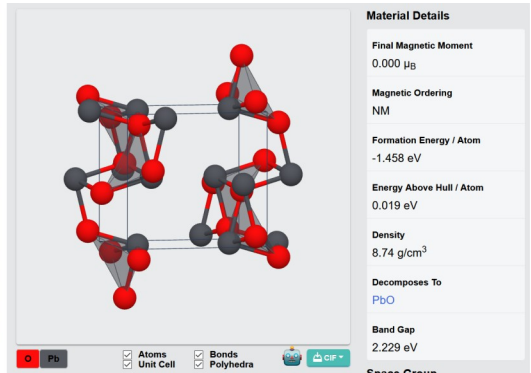 Material Details
Final Magnetic Moment
0.000 μB
Magnetic Ordering
NM
Formation Energy / Atom
-1.458 eV
Energy Above Hull / Atom
0.019 eV
Density
8.74 g/cm3
Decomposes To
PbO
Band Gap
2.229 eV
Space Group
O Pb
Atoms Bonds
Unit Cell Polyhedra
CIF